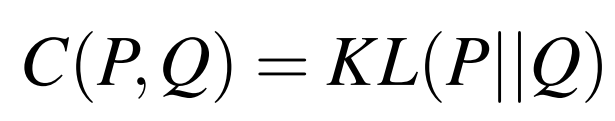 C(P,Q) = KL(P||Q)